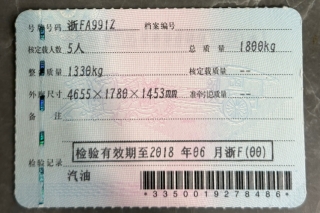 号牌号码 浙FA991Z 档案编号
核定载人数 5人 总质量 1800kg
整备质量 1330kg 核定载质量 --
外廓尺寸 4655×1780×1453 准牵引总质量 --
备注
检验有效期至2018 年06 月浙F(00)
检验记录
汽油
*3350019278486*